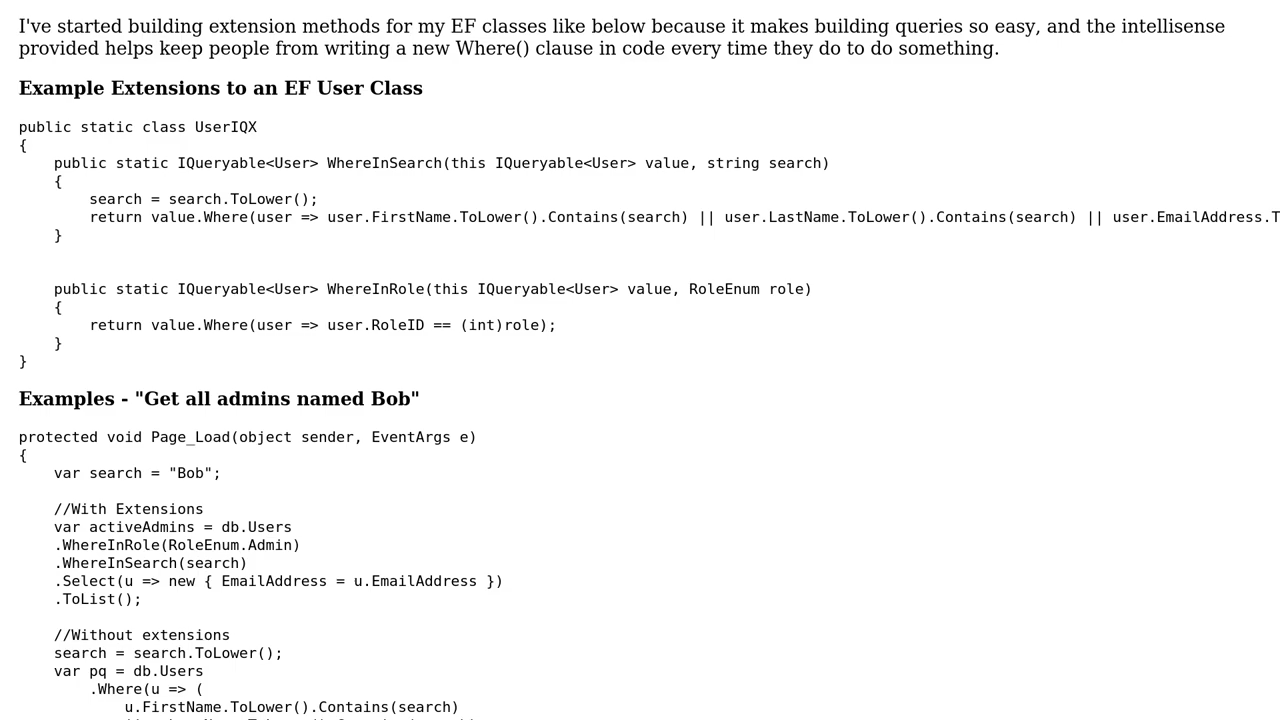 I've started building extension methods for my EF classes like below because it makes building queries so easy, and the intellisense
provided helps keep people from writing a new Where() clause in code every time they do to do something.
Example Extensions to an EF User Class
public static class UserIQX
{
    public static IQueryable<User> WhereInSearch(this IQueryable<User> value, string search)
    {
        search = search.ToLower();
        return value.Where(user => user.FirstName.ToLower().Contains(search) || user.LastName.ToLower().Contains(search) || user.EmailAddress.T
    }
    public static IQueryable<User> WhereInRole(this IQueryable<User> value, RoleEnum role)
    {
        return value.Where(user => user.RoleID == (int)role);
    }
}
Examples - "Get all admins named Bob"
protected void Page_Load(object sender, EventArgs e)
{
    var search = "Bob";
    //With Extensions
    var activeAdmins = db.Users
    .WhereInRole(RoleEnum.Admin)
    .WhereInSearch(search)
    .Select(u => new { EmailAddress = u.EmailAddress })
    .ToList();
    //Without extensions
    search = search.ToLower();
    var pq = db.Users
        .Where(u => (
            u.FirstName.ToLower().Contains(search)